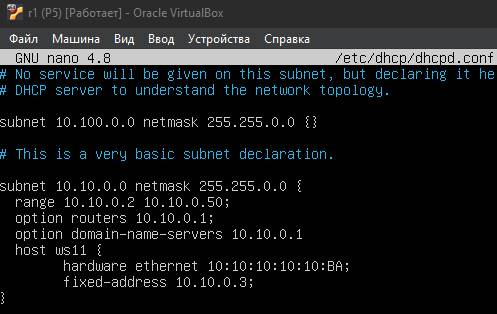 r1 (P5) [Работает] - Oracle VirtualBox
Файл Машина Вид Ввод Устройства Справка
GNU nano 4.8 /etc/dhcp/dhcpd.conf
# No service will be given on this subnet, but declaring it he
# DHCP server to understand the network topology.
subnet 10.100.0.0 netmask 255.255.0.0 {}
# This is a very basic subnet declaration.
subnet 10.10.0.0 netmask 255.255.0.0 {
range 10.10.0.2 10.10.0.50;
option routers 10.10.0.1;
option domain-name-servers 10.10.0.1
host ws11 {
hardware ethernet 10:10:10:10:10:BA;
fixed-address 10.10.0.3;
}